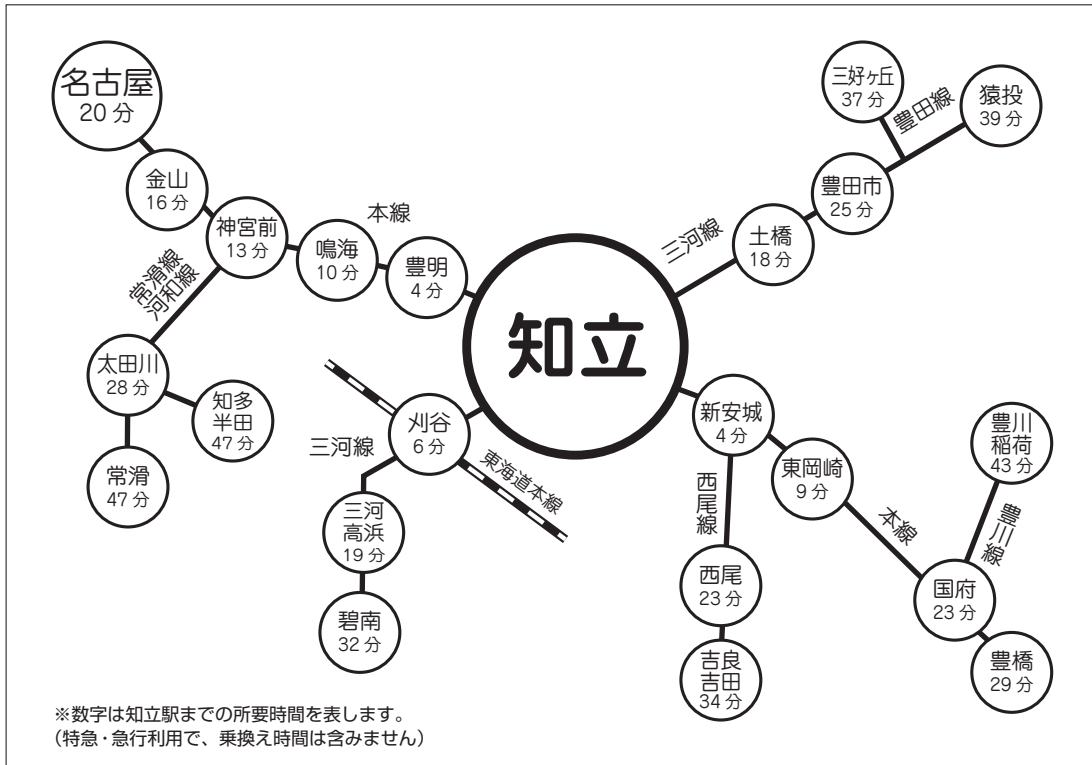 名古屋
20分
金山
16分
神宮前
13分
本線
鳴海
10分
豊明
4分
常滑線
河和線
太田川
28分
知多
半田
47分
常滑
47分
知立
三河線
土橋
18分
豊田市
25分
三好ヶ丘
37分
豊田線
猿投
39分
刈谷
6分
三河線
東海道本線
三河
高浜
19分
碧南
32分
新安城
4分
西尾線
西尾
23分
吉良
吉田
34分
東岡崎
9分
本線
国府
23分
豊川線
豊川
稲荷
43分
豊橋
29分
※数字は知立駅までの所要時間を表します。
(特急・急行利用で、乗換え時間は含みません)